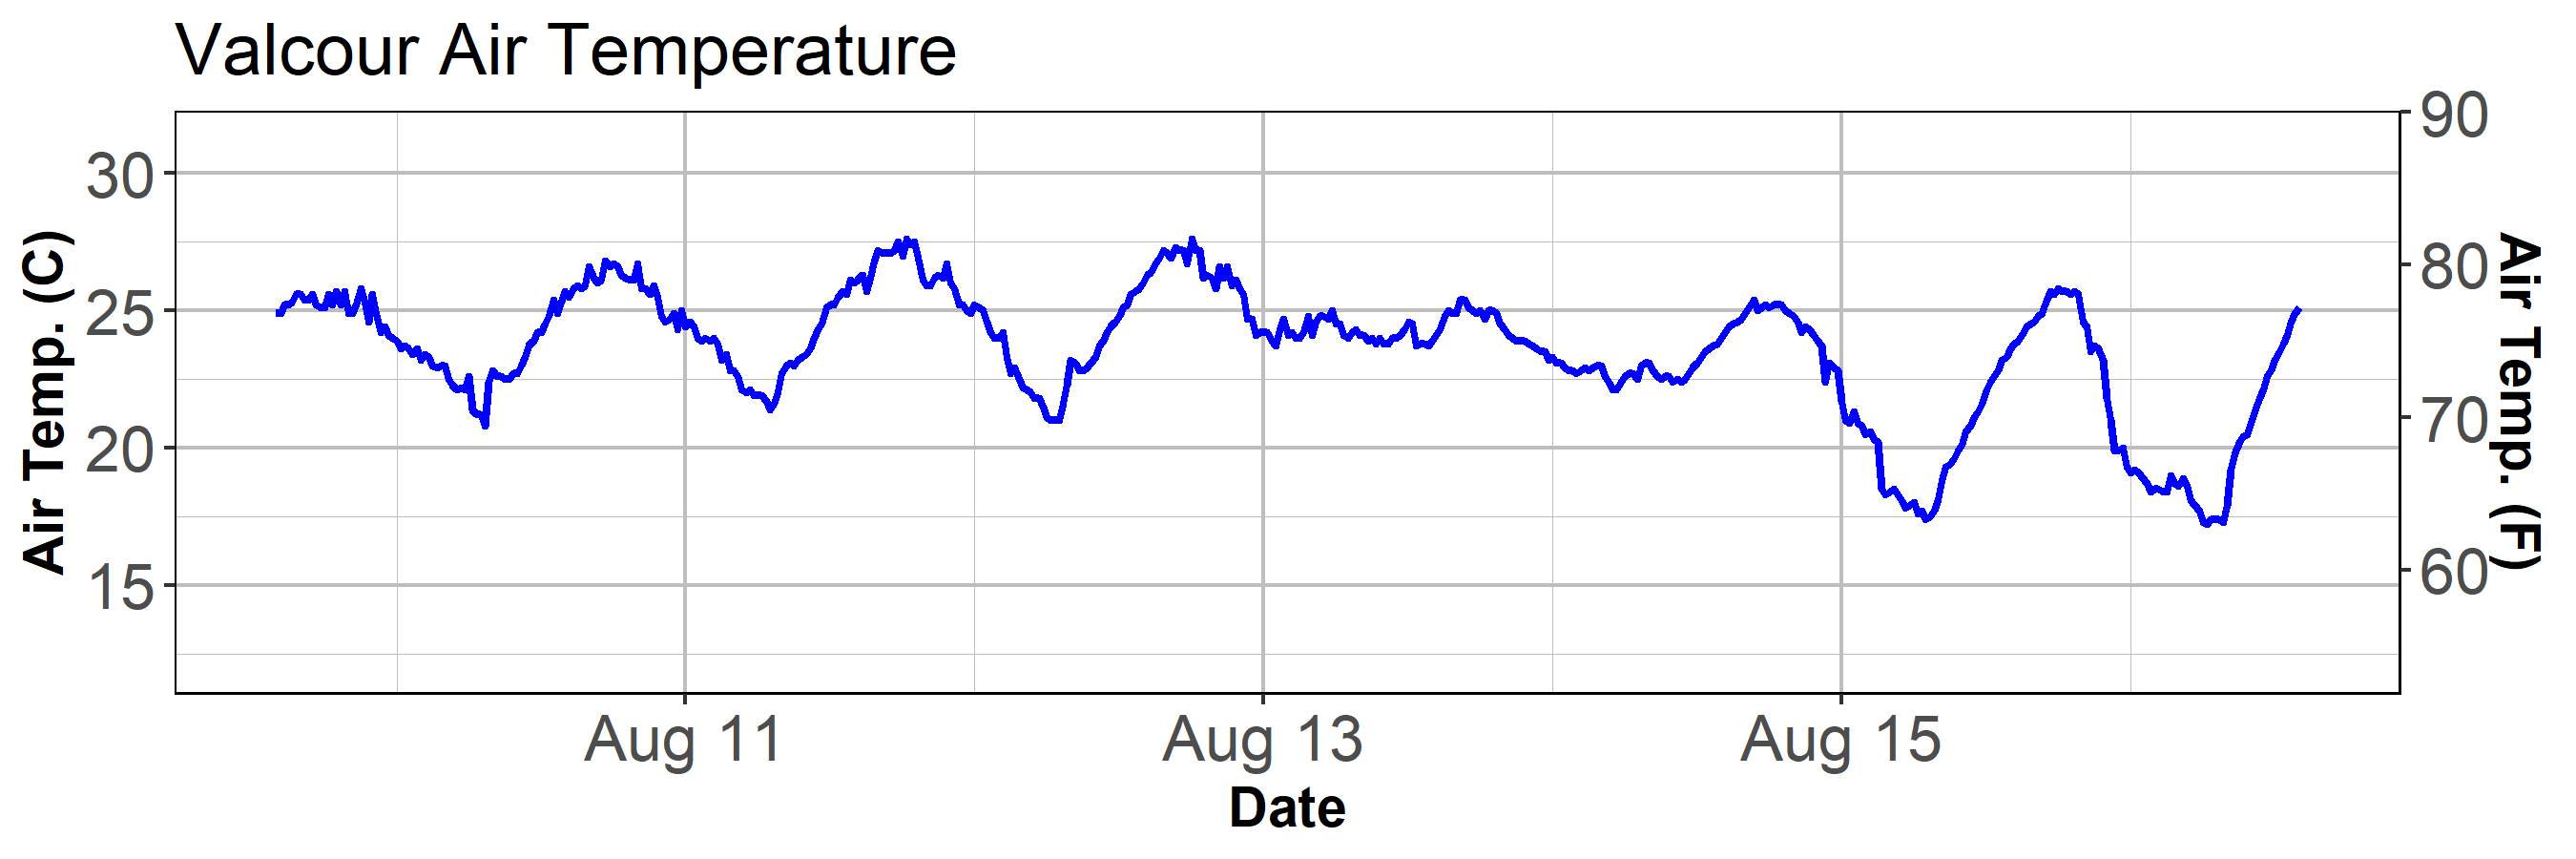 Valcour Air Temperature
Air Temp. (C)
30
25
20
15
90
80
70
60
Air Temp. (F)
Aug 11
Aug 13
Aug 15
Date